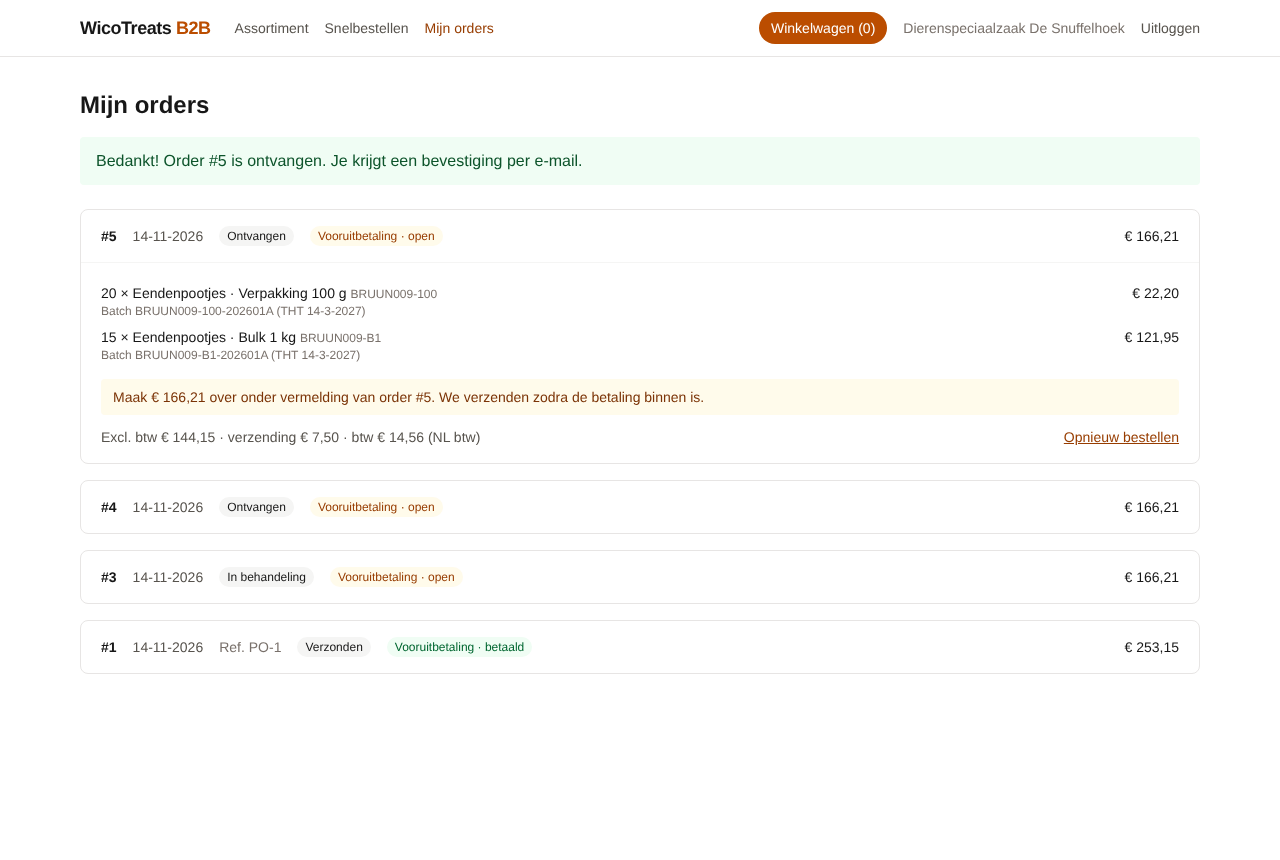 WicoTreats B2B Assortiment Snelbestellen Mijn orders Winkelwagen (0) Dierenspeciaalzaak De Snuffelhoek Uitloggen
Mijn orders
Bedankt! Order #5 is ontvangen. Je krijgt een bevestiging per e-mail.
#5 14-11-2026 Ontvangen Vooruitbetaling · open € 166,21
20 × Eendenpootjes · Verpakking 100 g BRUUN009-100 € 22,20
Batch BRUUN009-100-202601A (THT 14-3-2027)
15 × Eendenpootjes · Bulk 1 kg BRUUN009-B1 € 121,95
Batch BRUUN009-B1-202601A (THT 14-3-2027)
Maak € 166,21 over onder vermelding van order #5. We verzenden zodra de betaling binnen is.
Excl. btw € 144,15 · verzending € 7,50 · btw € 14,56 (NL btw) Opnieuw bestellen
#4 14-11-2026 Ontvangen Vooruitbetaling · open € 166,21
#3 14-11-2026 In behandeling Vooruitbetaling · open € 166,21
#1 14-11-2026 Ref. PO-1 Verzonden Vooruitbetaling · betaald € 253,15